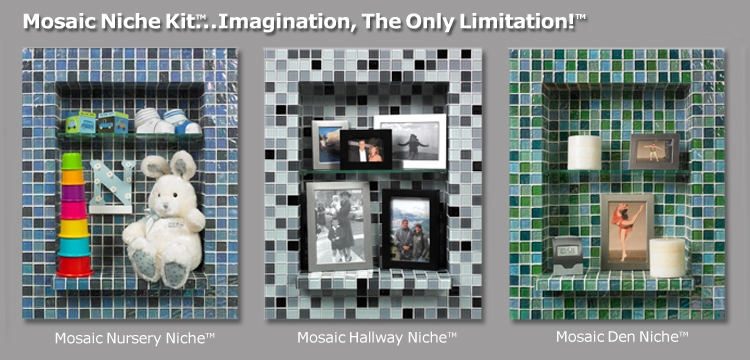 Mosaic Niche Kit™...Imagination, The Only Limitation!™
N
Mosaic Nursery Niche™
Mosaic Hallway Niche™
Mosaic Den Niche™